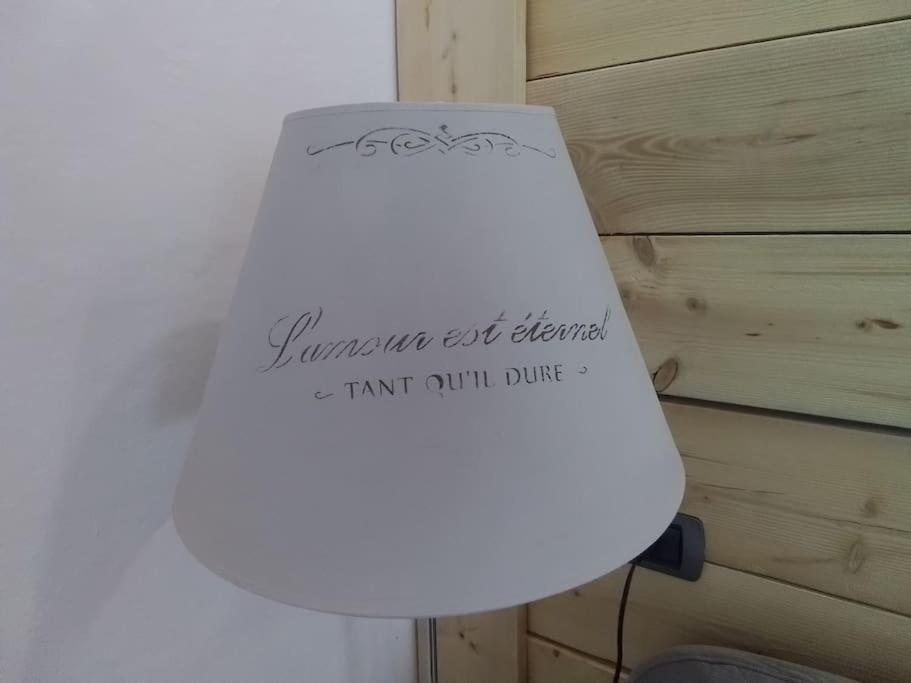 L'amour est éternel
~ TANT QU'IL DURE ~